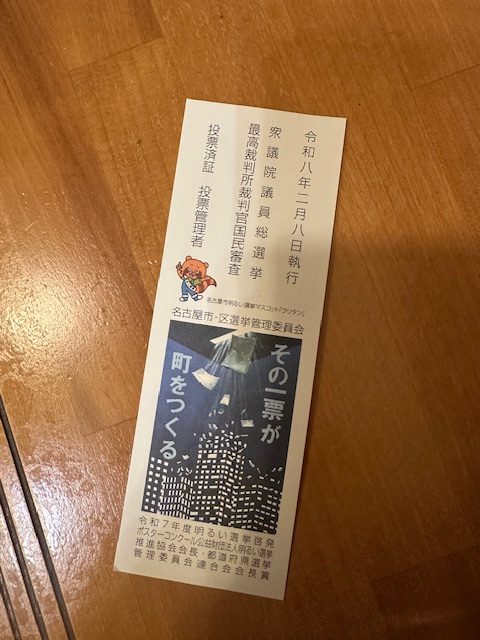 令和八年二月八日執行
衆議院議員総選挙
最高裁判所裁判官国民審査
投票済証 投票管理者
名古屋市明るい選挙マスコット「クリタン」
名古屋市・区選挙管理委員会
その一票が
町をつくる
令和7年度明るい選挙啓発
ポスターコンクール公益財団法人明るい選挙
推進協会会長・都道府県選挙
管理委員会連合会会長賞